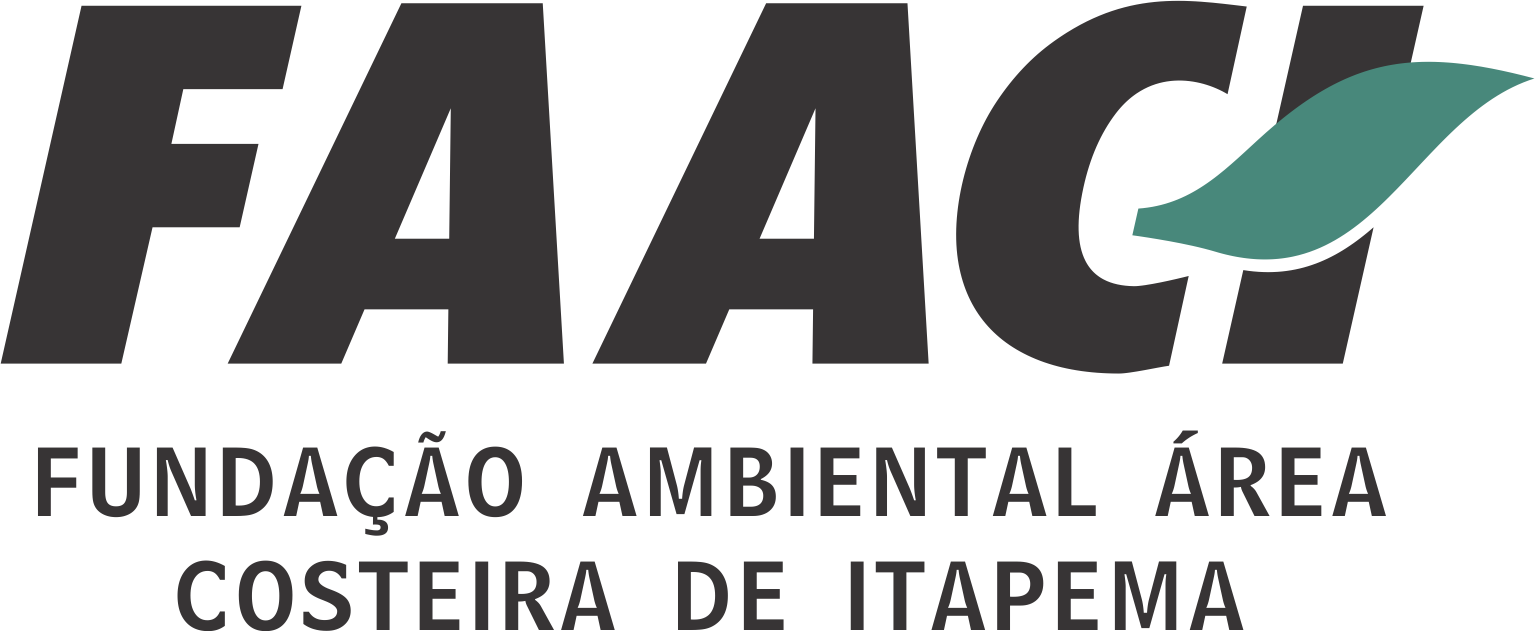 FAACI
FUNDAÇÃO AMBIENTAL ÁREA
COSTEIRA DE ITAPEMA